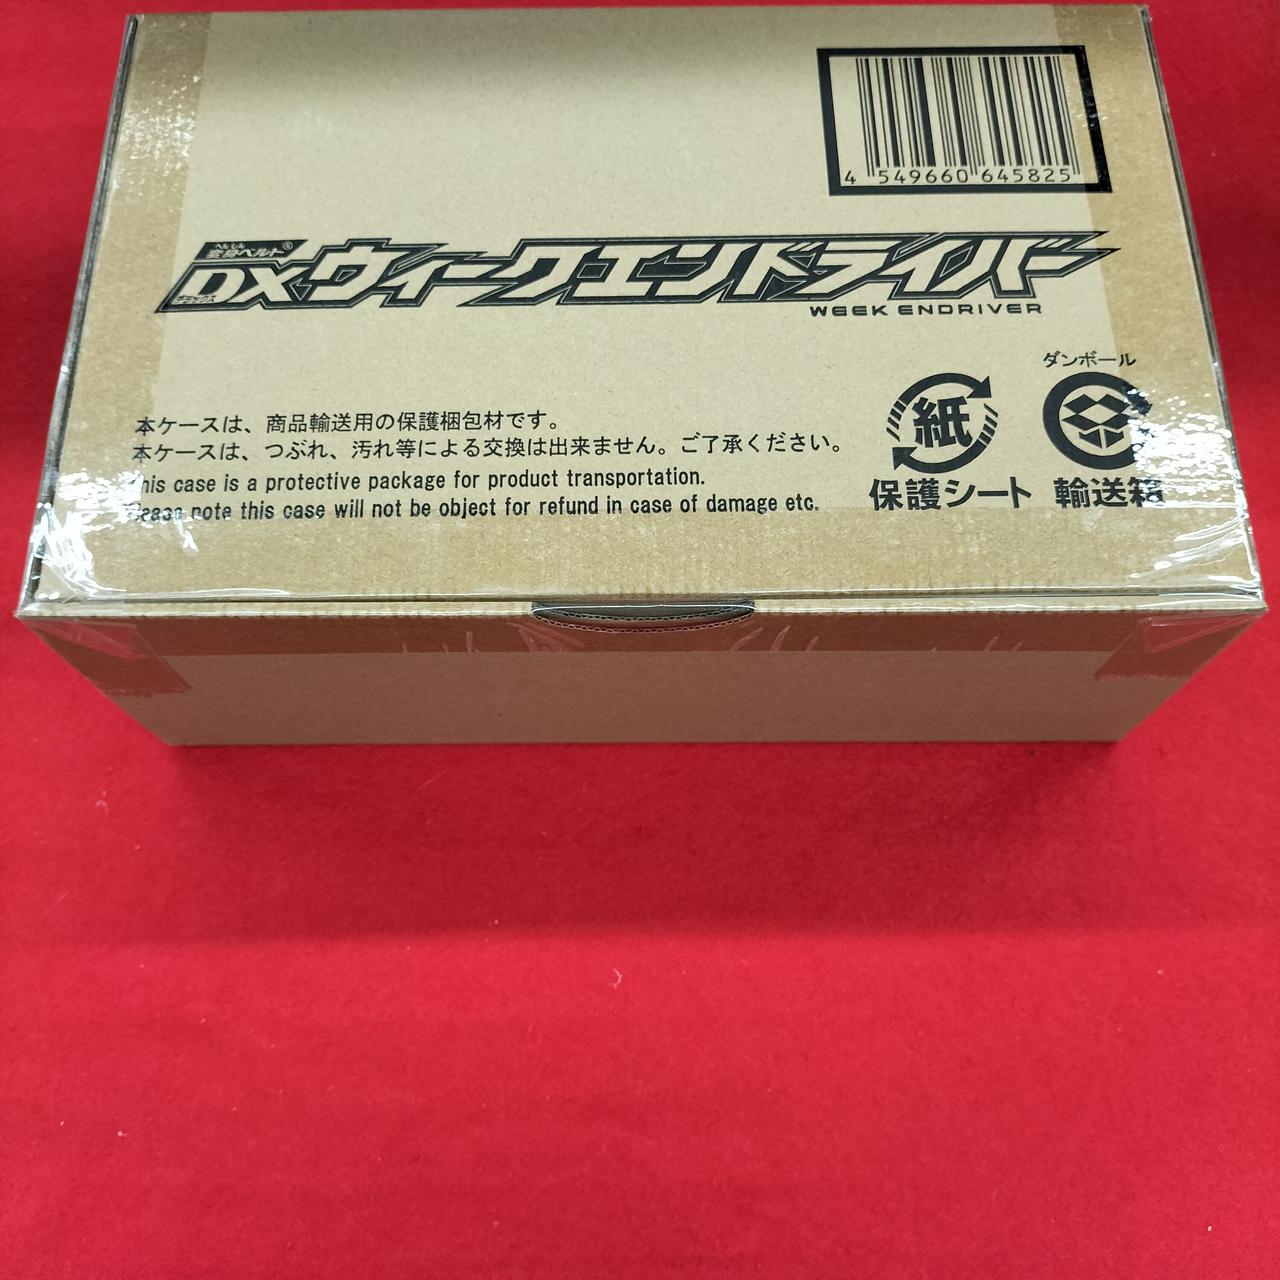 4 549660 645825
へんしん
変身ベルト®
デラックス
DXウィークエンドライバー
WEEK ENDRIVER
ダンボール
紙
保護シート
輸送箱
本ケースは、商品輸送用の保護梱包材です。
本ケースは、つぶれ、汚れ等による交換は出来ません。ご了承ください。
This case is a protective package for product transportation.
Please note this case will not be object for refund in case of damage etc.